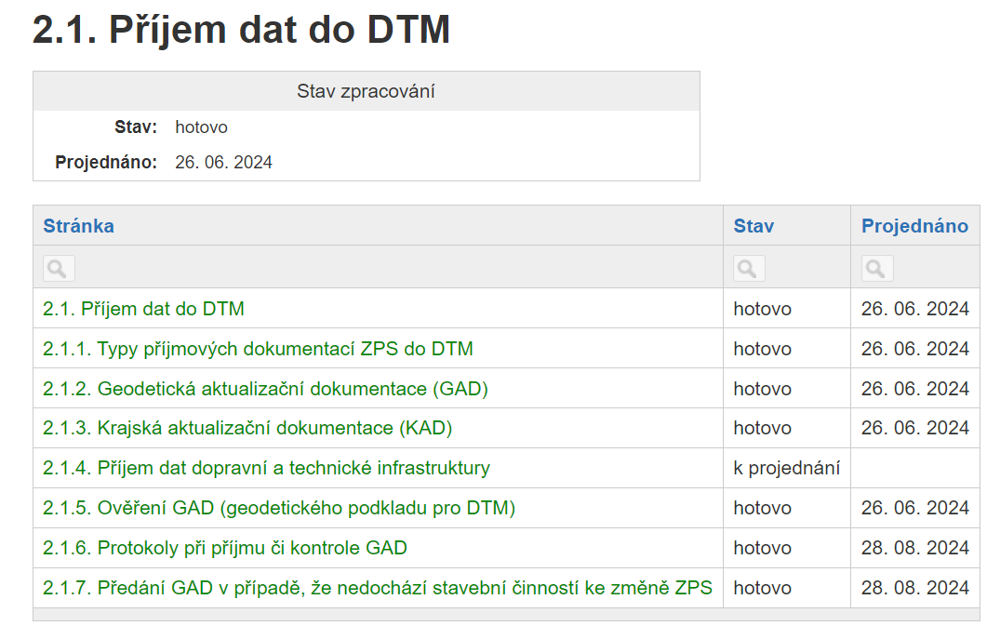 2.1. Příjem dat do DTM
Stav zpracování
Stav: hotovo
Projednáno: 26. 06. 2024
Stránka Stav Projednáno
2.1. Příjem dat do DTM hotovo 26. 06. 2024
2.1.1. Typy příjmových dokumentací ZPS do DTM hotovo 26. 06. 2024
2.1.2. Geodetická aktualizační dokumentace (GAD) hotovo 26. 06. 2024
2.1.3. Krajská aktualizační dokumentace (KAD) hotovo 26. 06. 2024
2.1.4. Příjem dat dopravní a technické infrastruktury k projednání
2.1.5. Ověření GAD (geodetického podkladu pro DTM) hotovo 26. 06. 2024
2.1.6. Protokoly při příjmu či kontrole GAD hotovo 28. 08. 2024
2.1.7. Předání GAD v případě, že nedochází stavební činností ke změně ZPS hotovo 28. 08. 2024